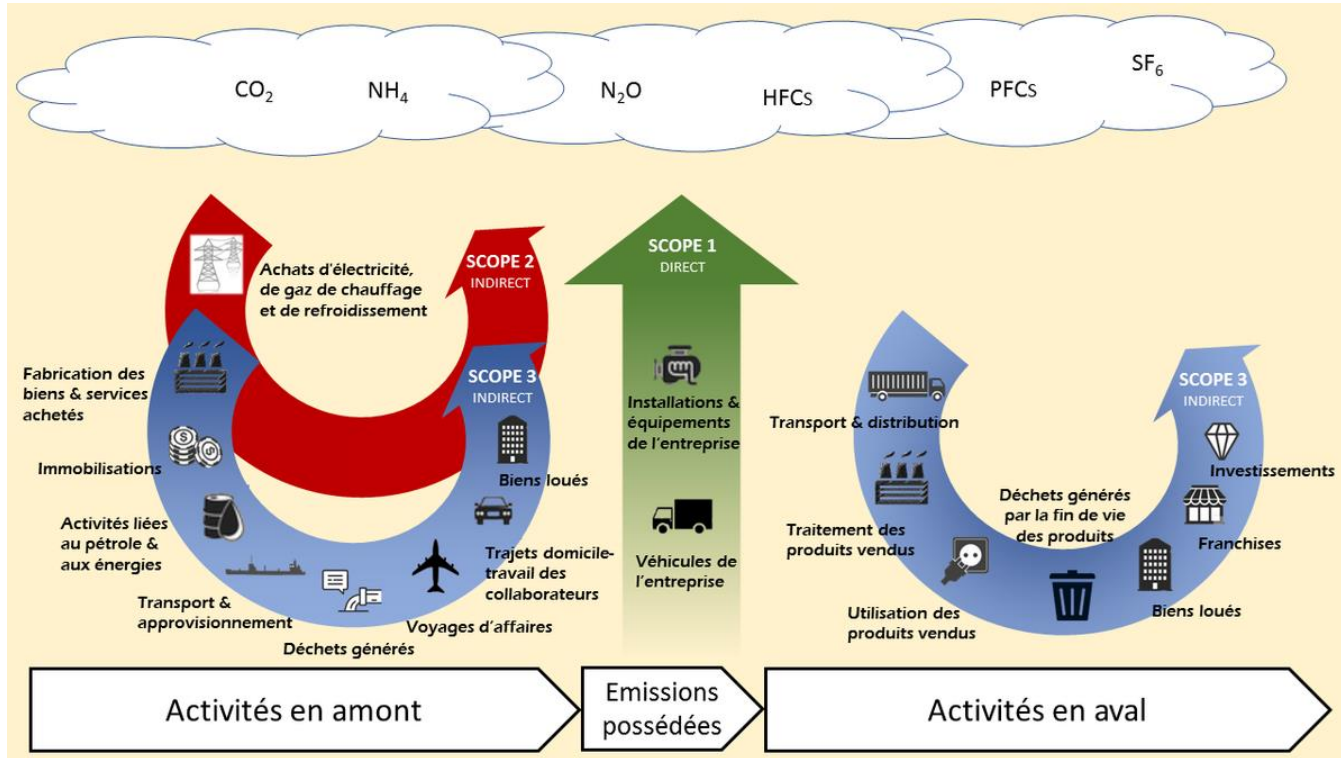 CO₂
NH₄
N₂O
HFCs
PFCs
SF₆
Achats d'électricité,
de gaz de chauffage
et de refroidissement
SCOPE 2
INDIRECT
Fabrication des
biens & services
achetés
Immobilisations
Activités liées
au pétrole &
aux énergies
Transport &
approvisionnement
Déchets générés
Voyages d'affaires
Trajets domicile-
travail des
collaborateurs
Biens loués
SCOPE 3
INDIRECT
SCOPE 1
DIRECT
Installations &
équipements
de l'entreprise
Véhicules de
l'entreprise
Transport & distribution
Traitement des
produits vendus
Utilisation des
produits vendus
Déchets générés
par la fin de vie
des produits
Biens loués
Franchises
Investissements
SCOPE 3
INDIRECT
Activités en amont
Emissions
possédées
Activités en aval